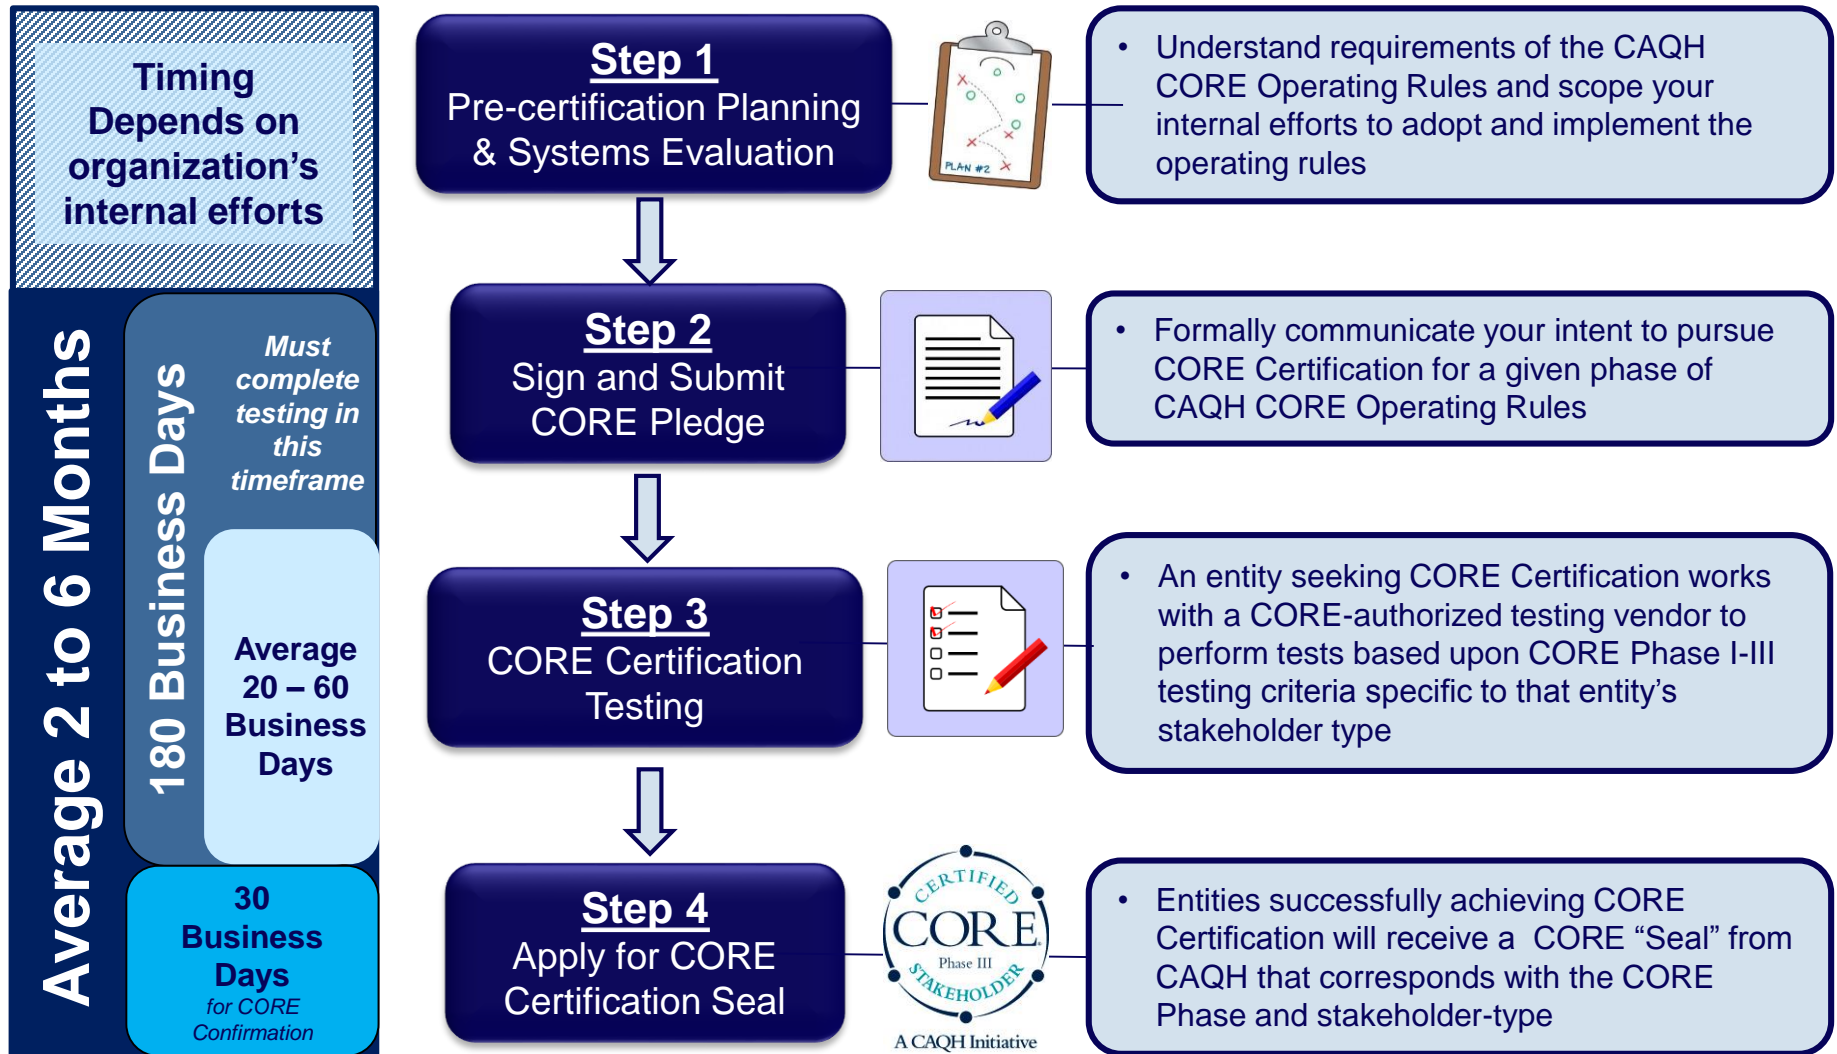 Timing
Depends on
organization’s
internal efforts
Average 2 to 6 Months
180 Business Days
Must
complete
testing in
this
timeframe
Average
20 – 60
Business
Days
30
Business
Days
for CORE
Confirmation
Step 1
Pre-certification Planning
& Systems Evaluation
PLAN #2
• Understand requirements of the CAQH
CORE Operating Rules and scope your
internal efforts to adopt and implement the
operating rules
Step 2
Sign and Submit
CORE Pledge
• Formally communicate your intent to pursue
CORE Certification for a given phase of
CAQH CORE Operating Rules
Step 3
CORE Certification
Testing
• An entity seeking CORE Certification works
with a CORE-authorized testing vendor to
perform tests based upon CORE Phase I-III
testing criteria specific to that entity’s
stakeholder type
Step 4
Apply for CORE
Certification Seal
CERTIFIED
CORE®
Phase III
STAKEHOLDER
A CAQH Initiative
• Entities successfully achieving CORE
Certification will receive a  CORE “Seal” from
CAQH that corresponds with the CORE
Phase and stakeholder-type